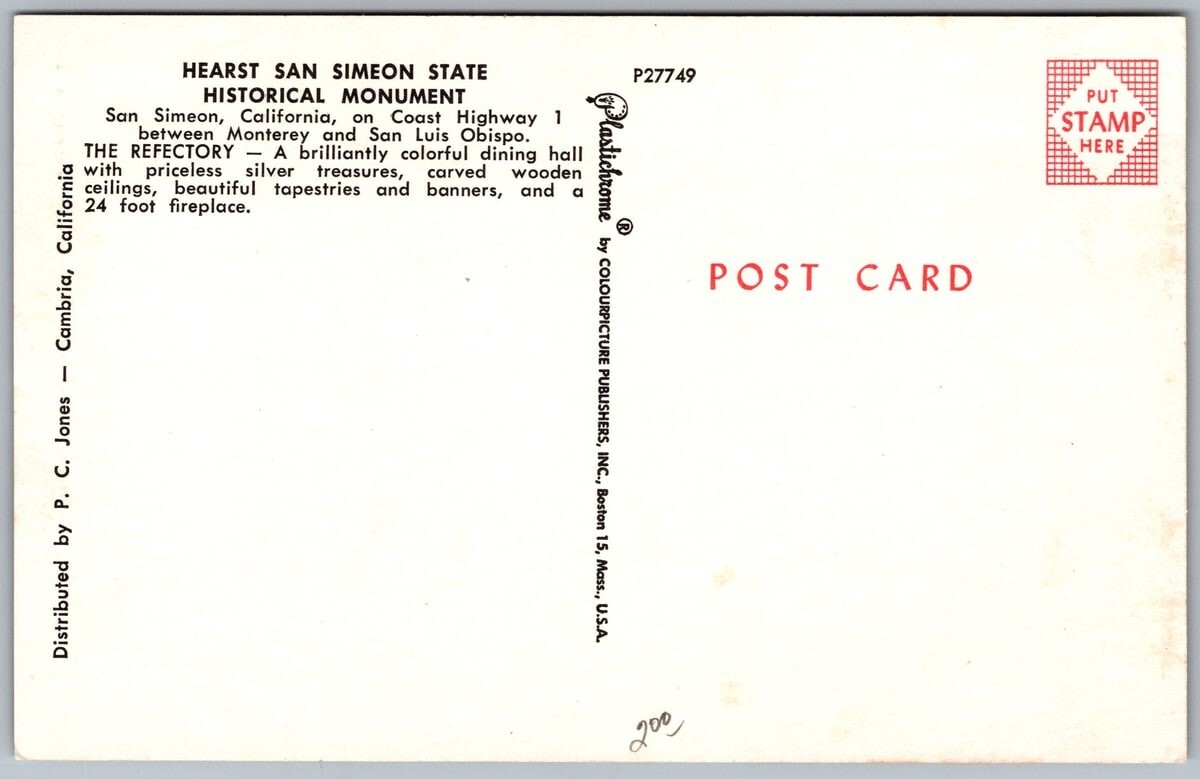 HEARST SAN SIMEON STATE
HISTORICAL MONUMENT
San Simeon, California, on Coast Highway 1
between Monterey and San Luis Obispo.
THE REFECTORY — A brilliantly colorful dining hall
with priceless silver treasures, carved wooden
ceilings, beautiful tapestries and banners, and a
24 foot fireplace.
Distributed by P. C. Jones — Cambria, California
P27749
Plastichrome ® by COLOURPICTURE PUBLISHERS, INC., Boston 15, Mass., U.S.A.
PUT
STAMP
HERE
POST CARD
200